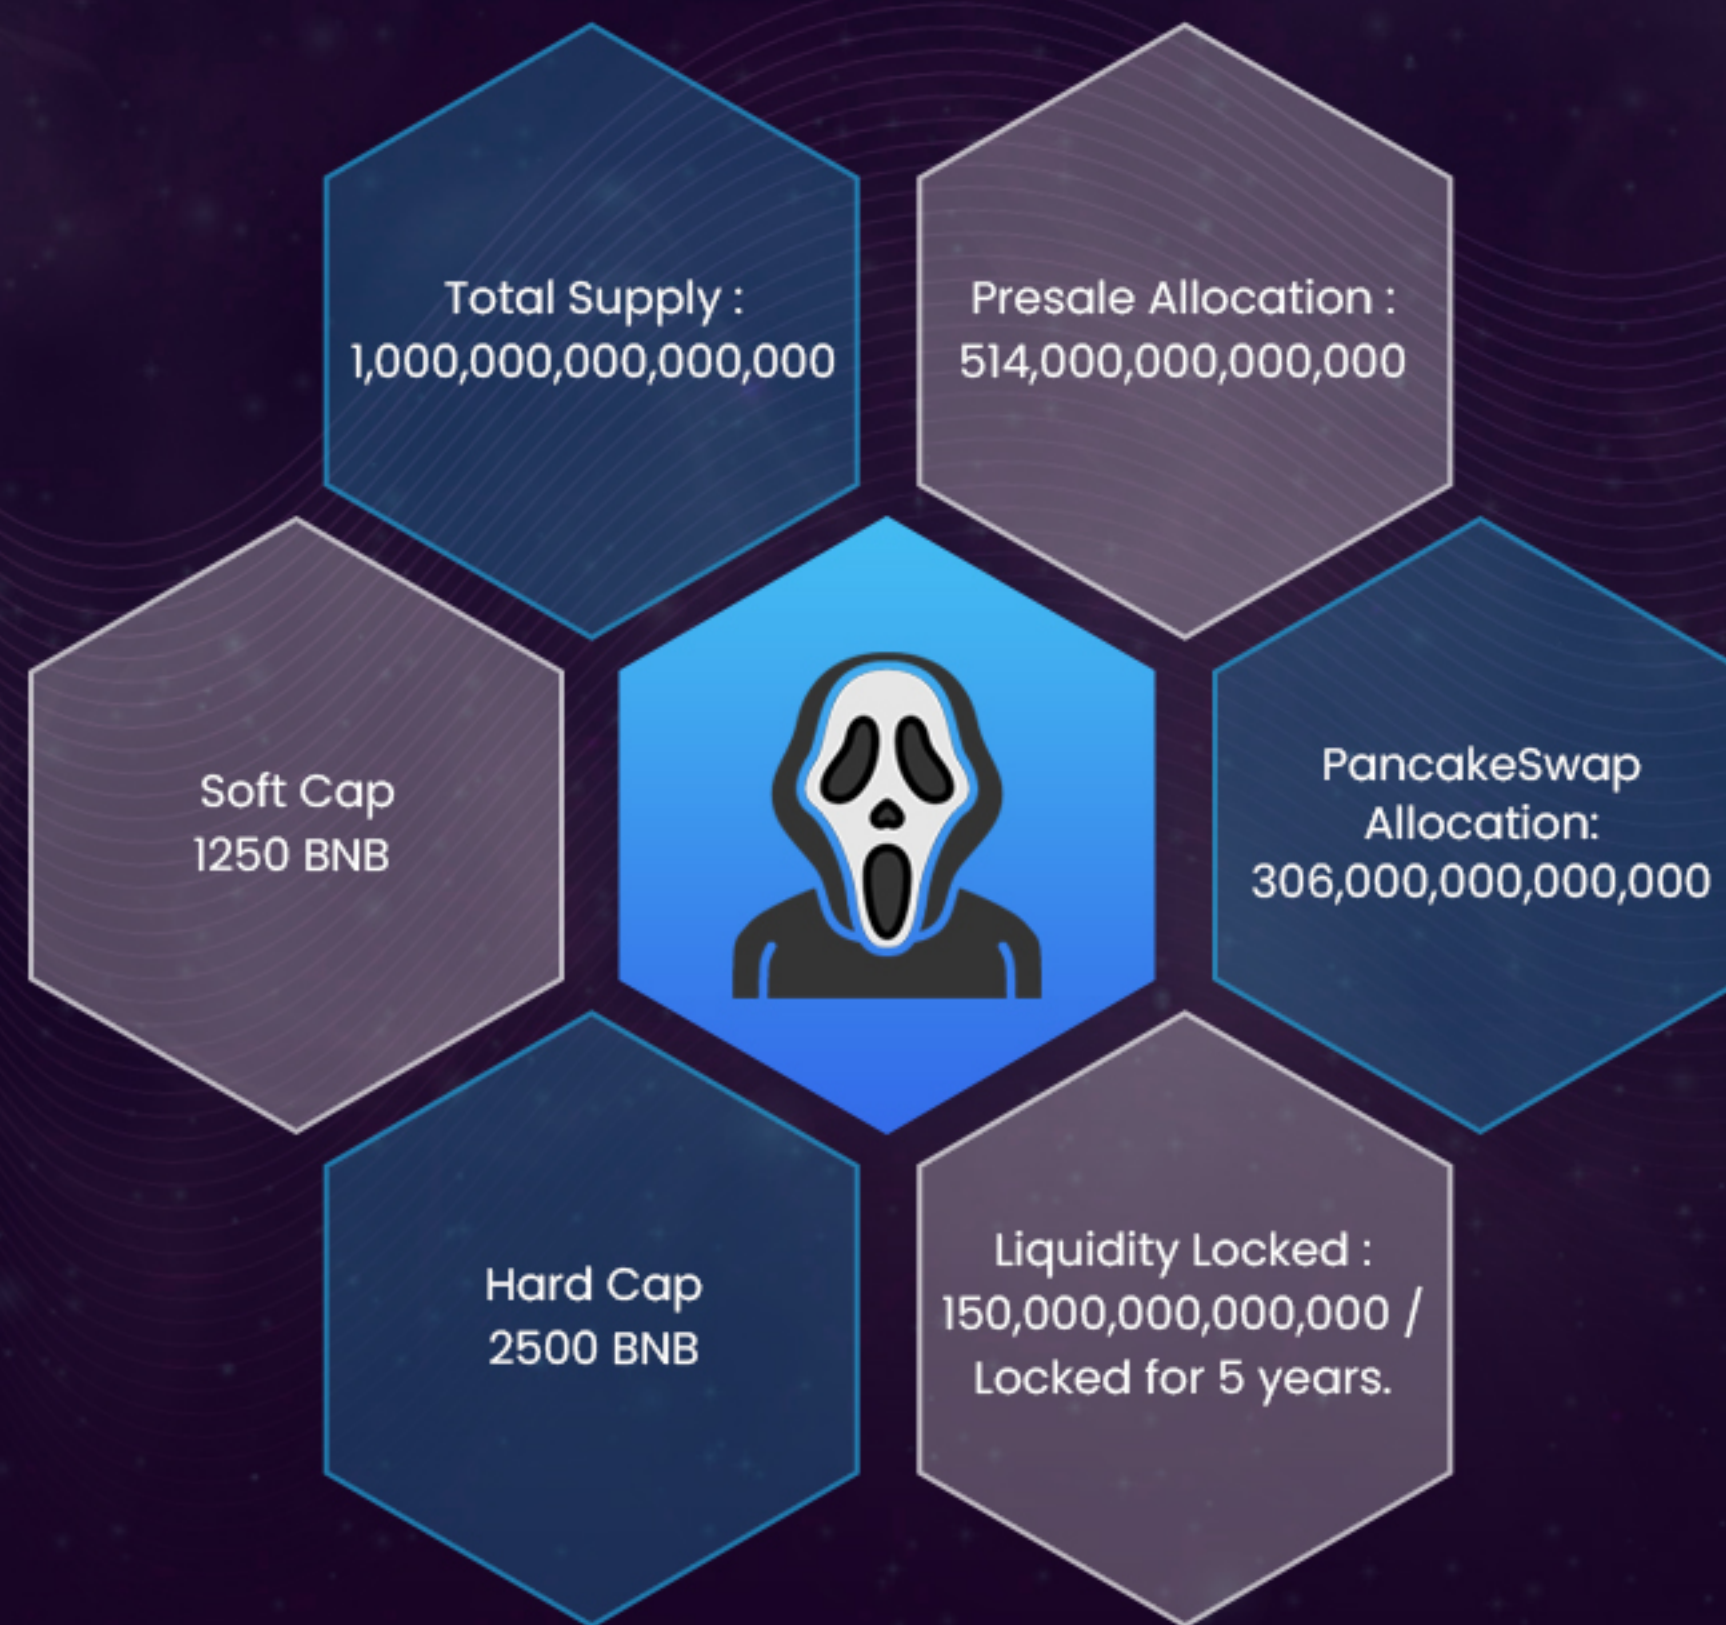 Total Supply :
1,000,000,000,000,000
Presale Allocation :
514,000,000,000,000
Soft Cap
1250 BNB
PancakeSwap
Allocation:
306,000,000,000,000
Hard Cap
2500 BNB
Liquidity Locked :
150,000,000,000,000 /
Locked for 5 years.